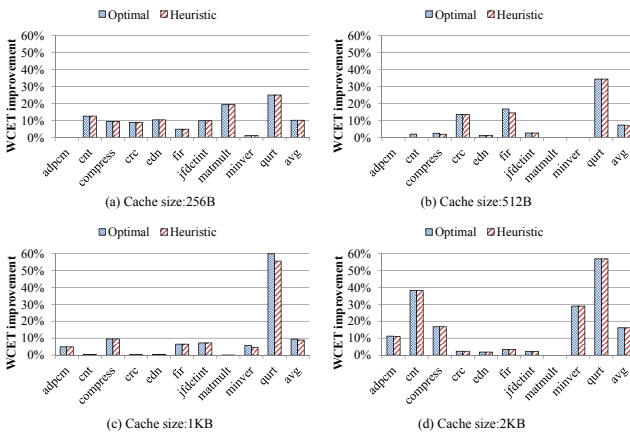 Optimal Heuristic
WCET improvement
60%
50%
40%
30%
20%
10%
0%
adpcm cnt compress crc edn fir jfdctint matmult minver qurt avg
(a) Cache size:256B
Optimal Heuristic
WCET improvement
60%
50%
40%
30%
20%
10%
0%
adpcm cnt compress crc edn fir jfdctint matmult minver qurt avg
(b) Cache size:512B
Optimal Heuristic
WCET improvement
60%
50%
40%
30%
20%
10%
0%
adpcm cnt compress crc edn fir jfdctint matmult minver qurt avg
(c) Cache size:1KB
Optimal Heuristic
WCET improvement
60%
50%
40%
30%
20%
10%
0%
adpcm cnt compress crc edn fir jfdctint matmult minver qurt avg
(d) Cache size:2KB